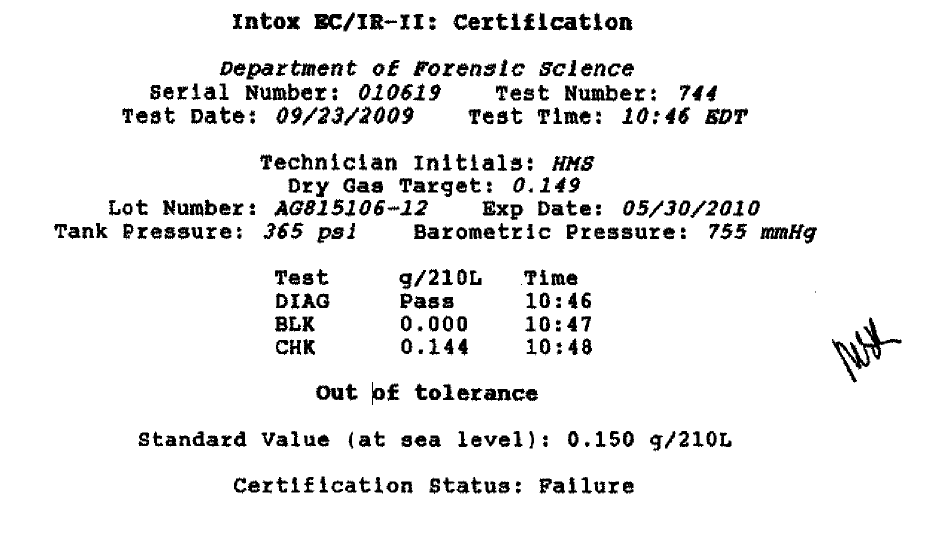 Intox EC/IR-II: Certification
Department of Forensic Science
Serial Number: 010619 Test Number: 744
Test Date: 09/23/2009 Test Time: 10:46 EDT
Technician Initials: HMS
Dry Gas Target: 0.149
Lot Number: AG815106-12 Exp Date: 05/30/2010
Tank Pressure: 365 psi Barometric Pressure: 755 mmHg
Test g/210L Time
DIAG Pass 10:46
BLK 0.000 10:47
CHK 0.144 10:48
Out of tolerance
Standard Value (at sea level): 0.150 g/210L
Certification Status: Failure